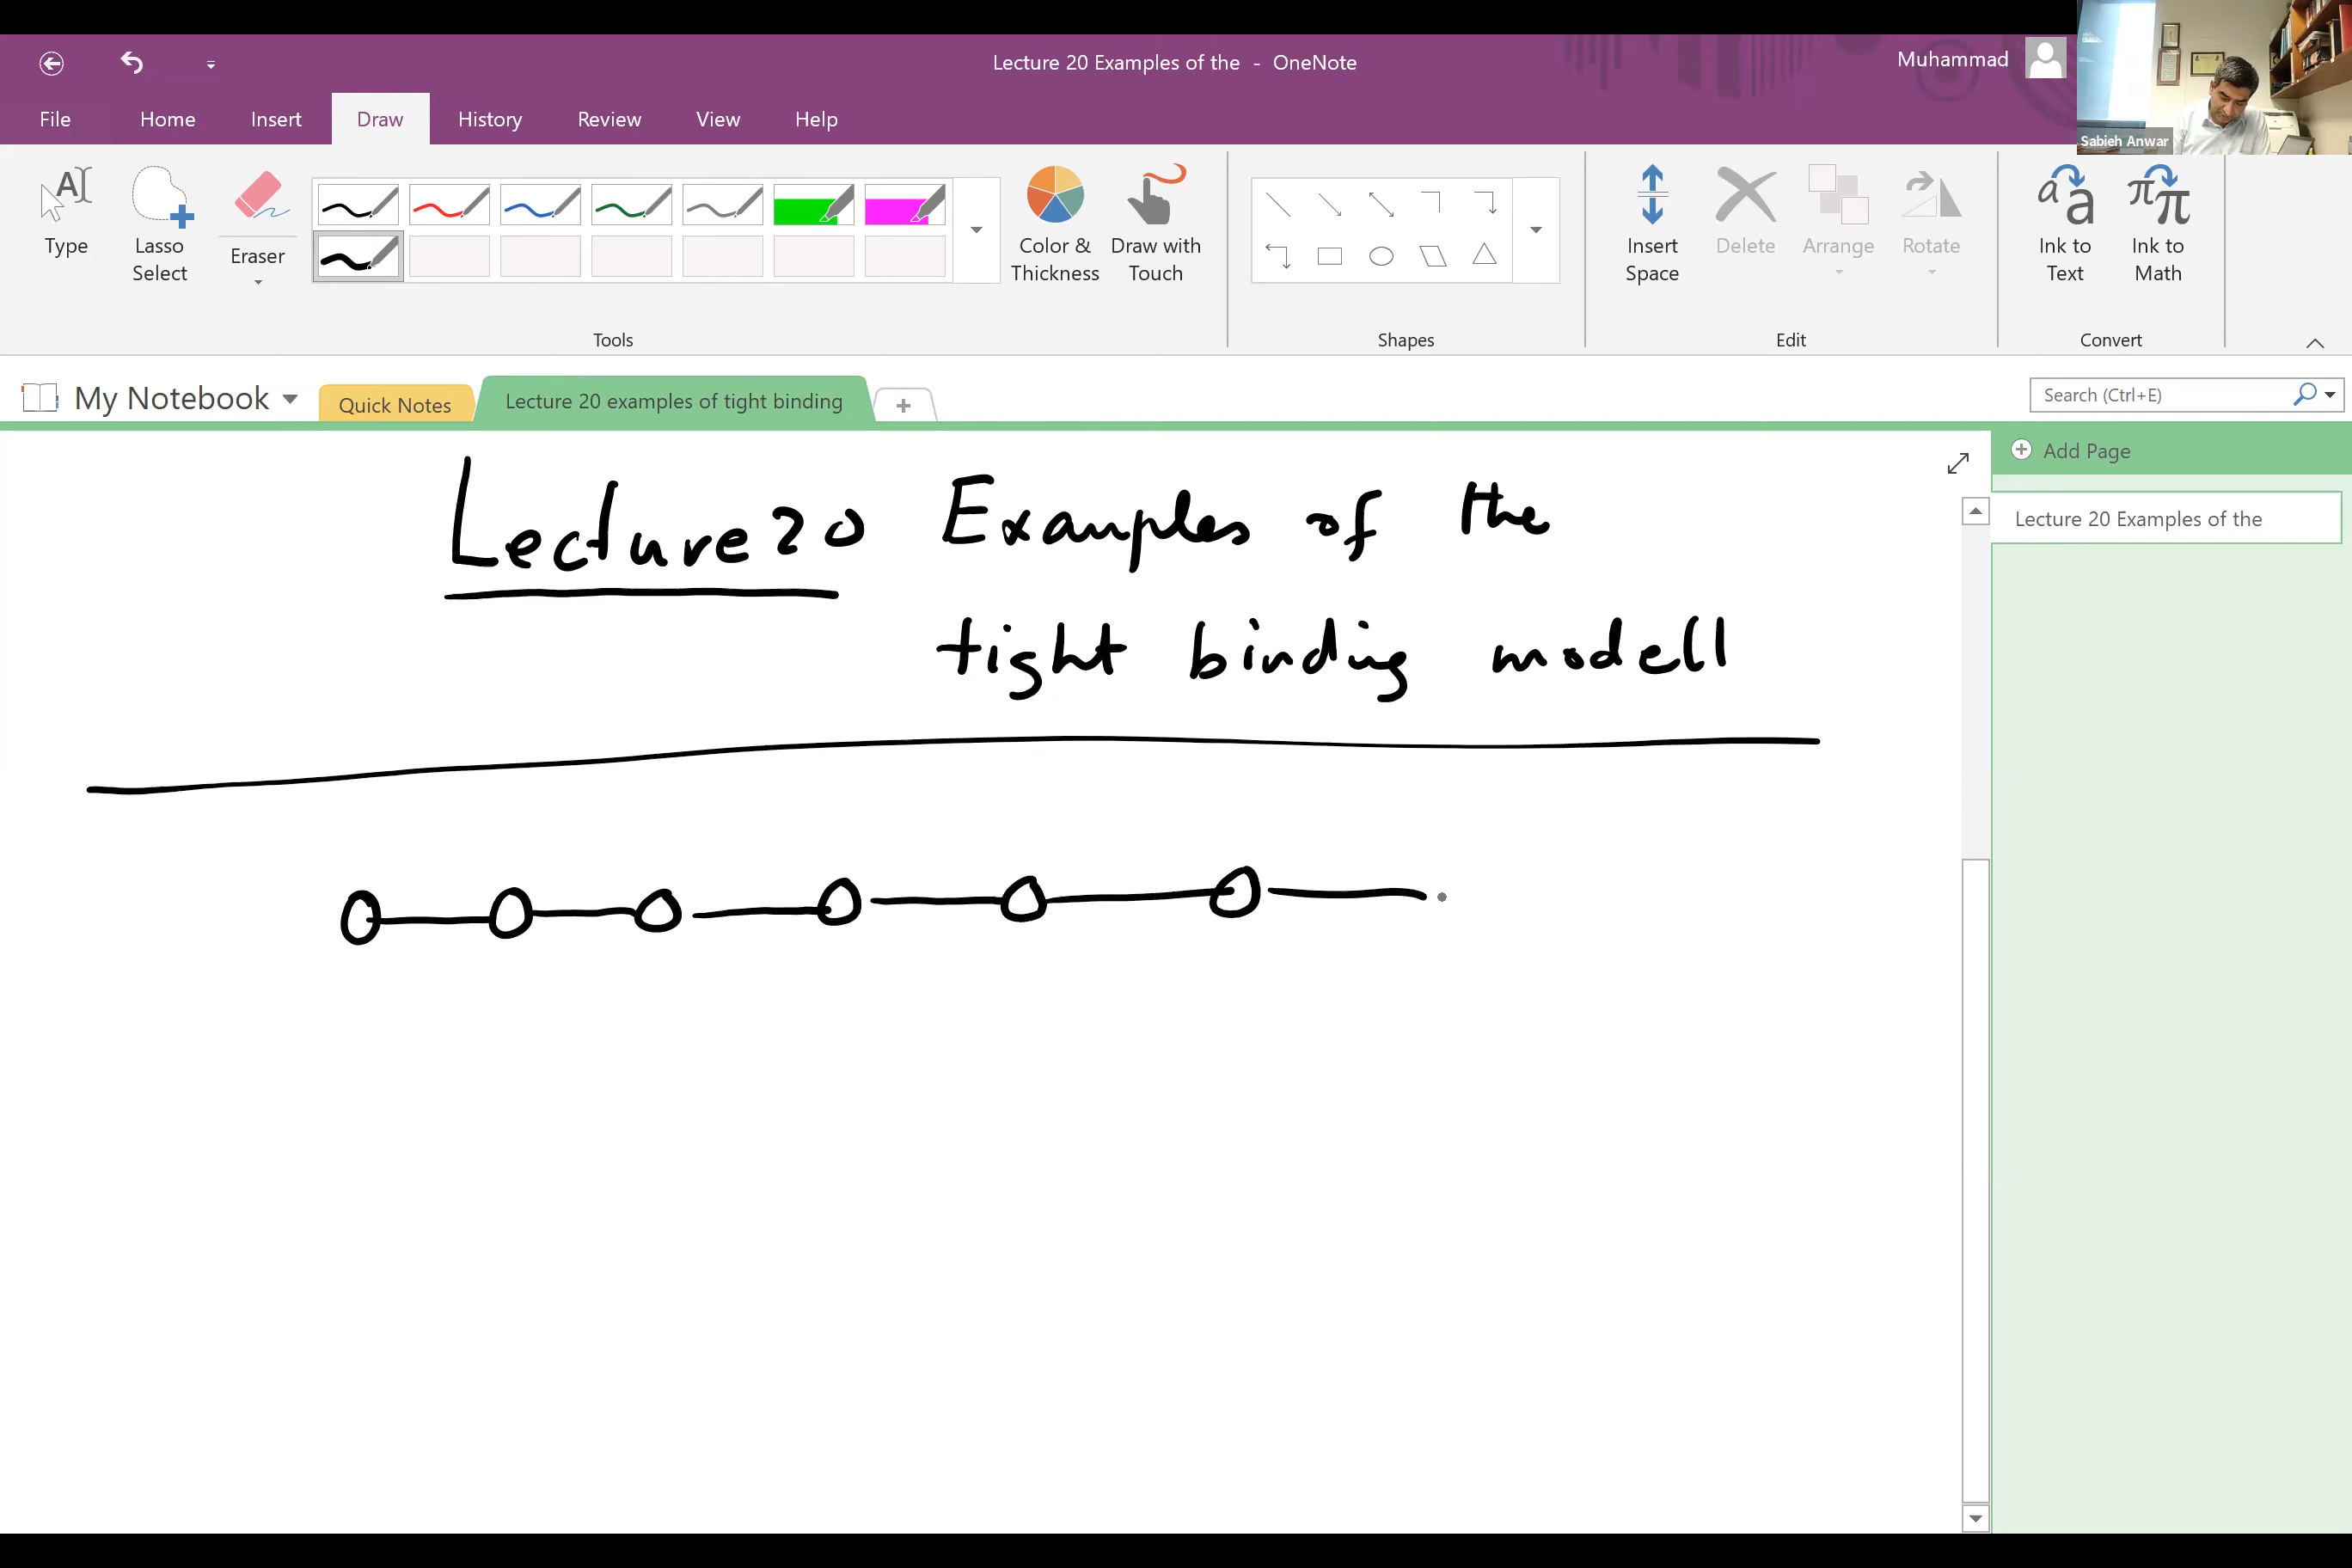 Lecture 20 Examples of the - OneNote
Muhammad
Sabieh Anwar
File Home Insert Draw History Review View Help
Type
Lasso Select
Eraser
Color & Thickness
Draw with Touch
Insert Space
Delete
Arrange
Rotate
Ink to Text
Ink to Math
Tools Shapes Edit Convert
My Notebook
Quick Notes
Lecture 20 examples of tight binding
Search (Ctrl+E)
Add Page
Lecture 20 Examples of the
Lecture 20 Examples of the
tight binding modell